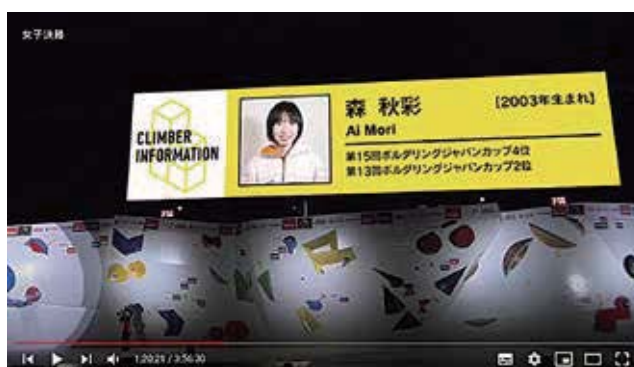 女子決勝
CLIMBER
INFORMATION
森 秋彩
[2003年生まれ]
Ai Mori
第15回ボルダリングジャパンカップ4位
第13回ボルダリングジャパンカップ2位
1:20:21 / 3:56:30